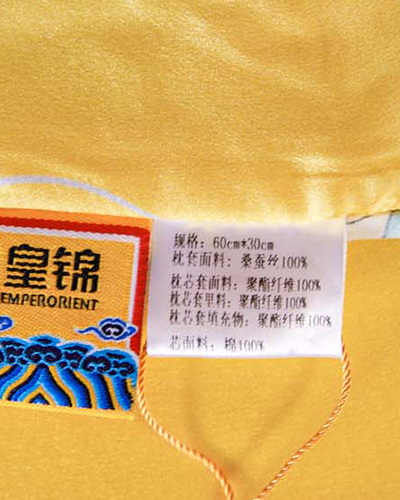 皇锦
EMPERORIENT
规格：60cm*30cm
枕套面料：桑蚕丝100%
枕芯套面料：聚酯纤维100%
枕芯套里料：聚酯纤维100%
枕芯套填充物：聚酯纤维100%
芯面料：棉100%